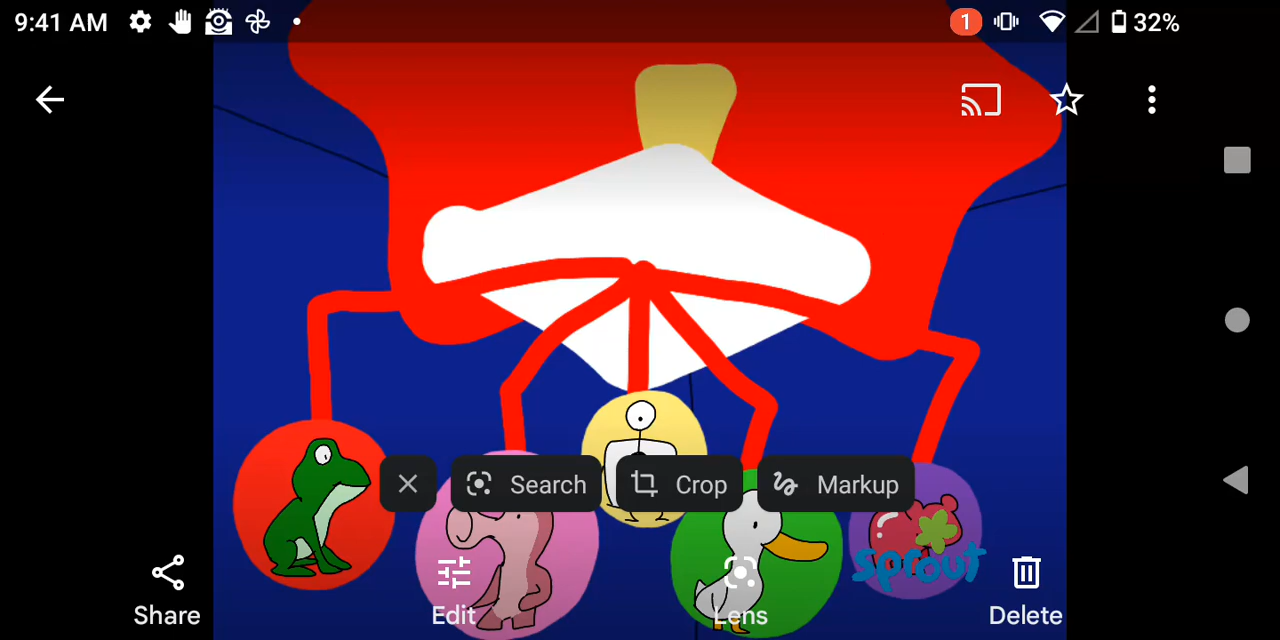 9:41 AM
1
32%
Search
Crop
Markup
sprout
Share
Edit
Lens
Delete